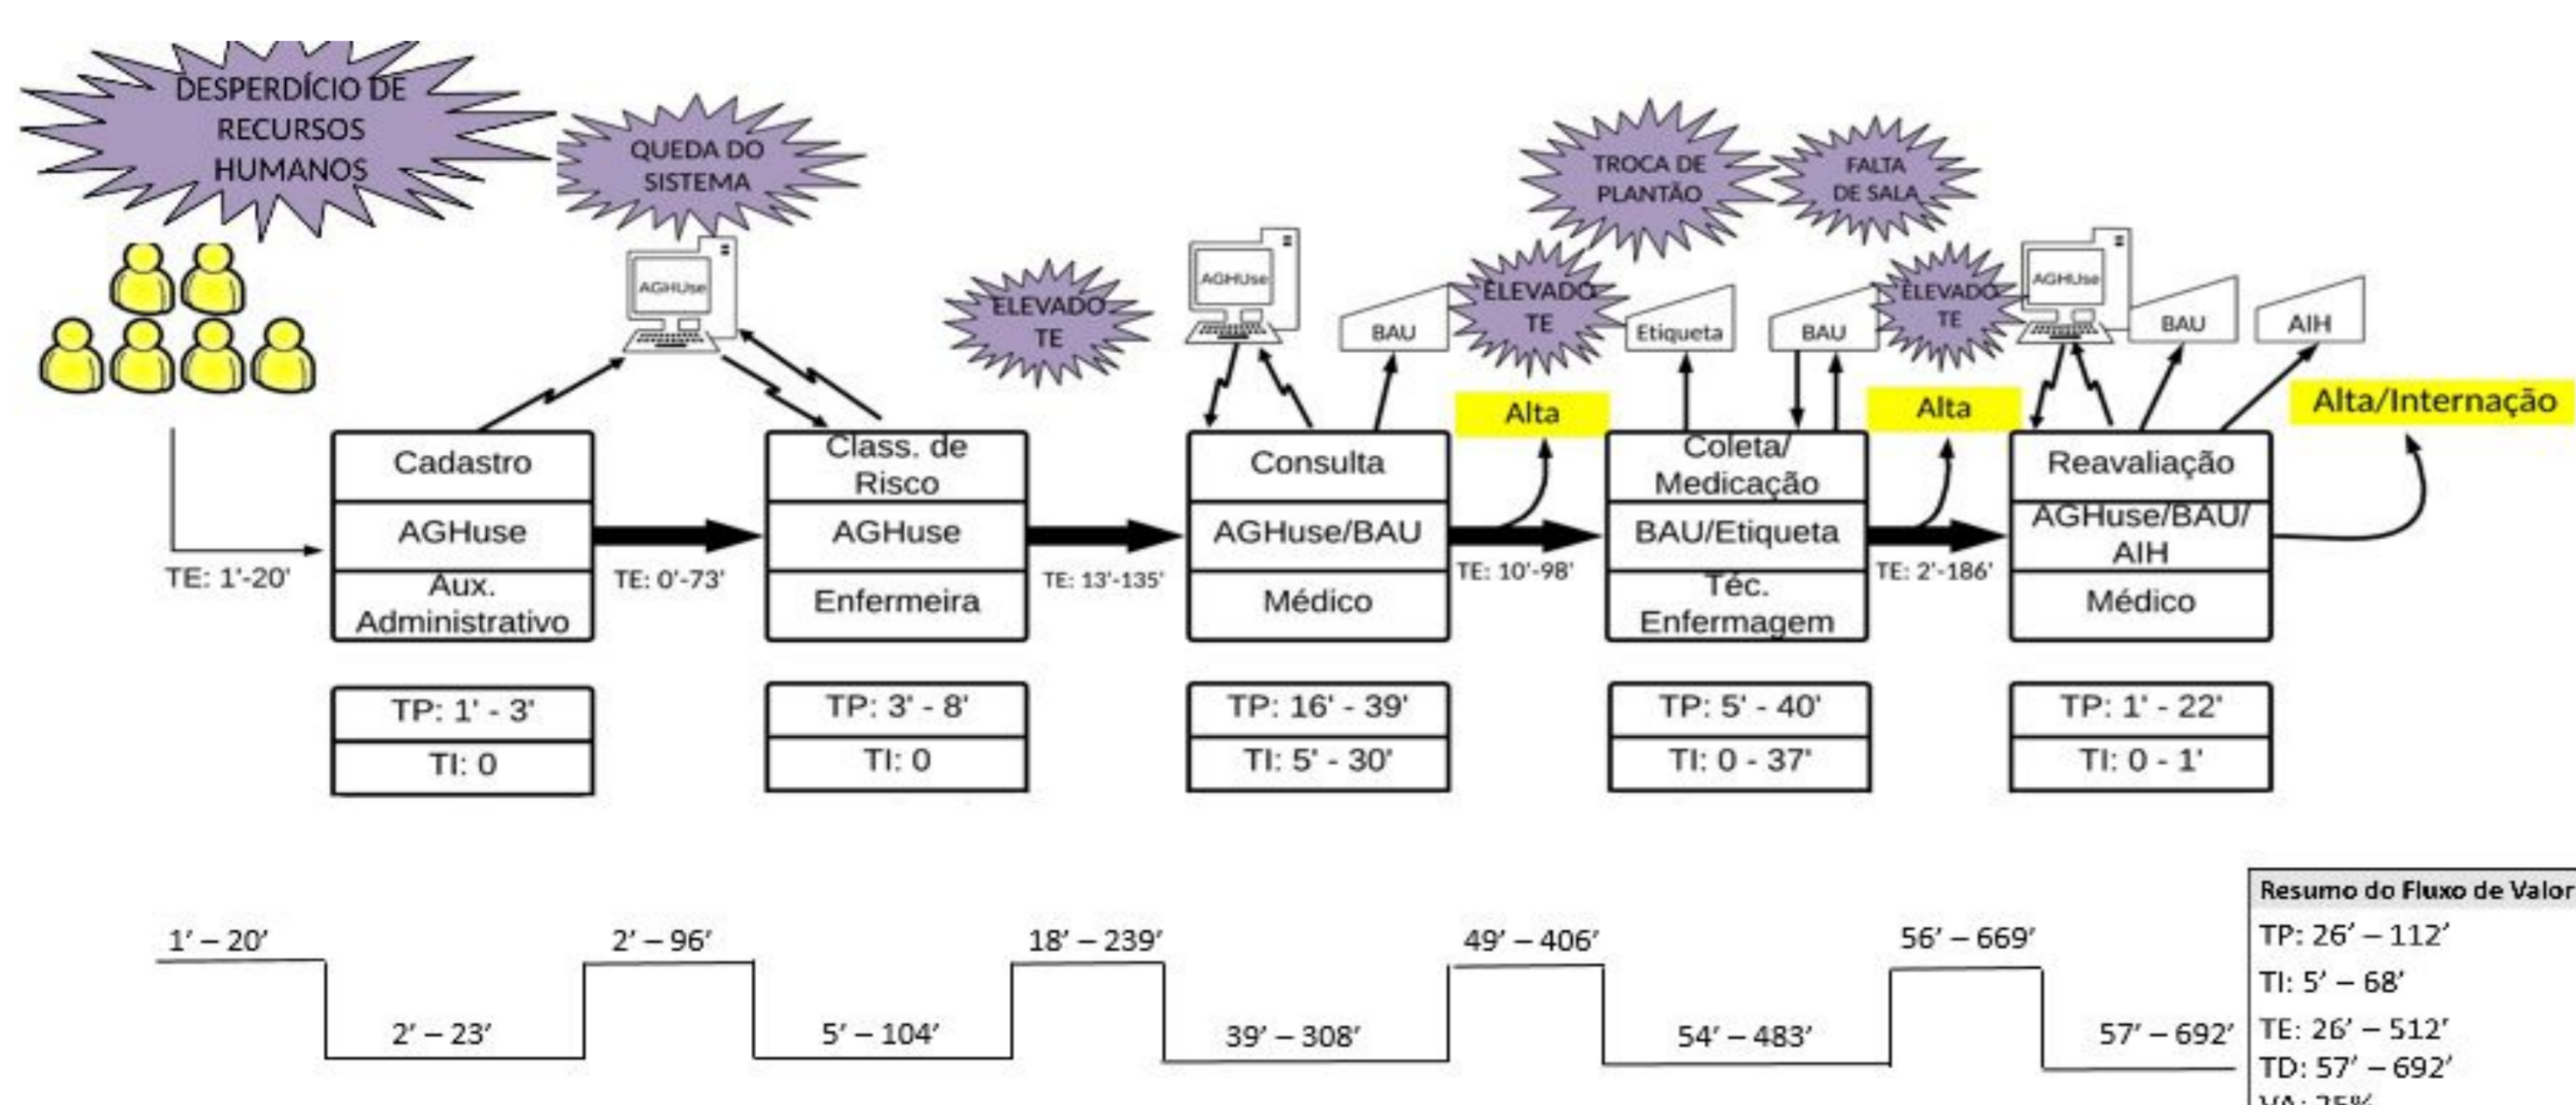 DESPERDÍCIO DE
RECURSOS
HUMANOS
QUEDA DO
SISTEMA
TROCA DE
PLANTÃO
FALTA
DE SALA
ELEVADO
TE
ELEVADO
TE
ELEVADO
TE
AGHUse
AGHUse
BAU
Etiqueta
BAU
AGHUse
BAU
AIH
Alta
Alta
Alta/Internação
Cadastro
AGHuse
Aux.
Administrativo
Class. de
Risco
AGHuse
Enfermeira
Consulta
AGHuse/BAU
Médico
Coleta/
Medicação
BAU/Etiqueta
Téc.
Enfermagem
Reavaliação
AGHuse/BAU/
AIH
Médico
TE: 1'-20'
TE: 0'-73'
TE: 13'-135'
TE: 10'-98'
TE: 2'-186'
TP: 1' - 3'
TI: 0
TP: 3' - 8'
TI: 0
TP: 16' - 39'
TI: 5' - 30'
TP: 5' - 40'
TI: 0 - 37'
TP: 1' - 22'
TI: 0 - 1'
1’ – 20’
2’ – 23’
2’ – 96’
5’ – 104’
18’ – 239’
39’ – 308’
49’ – 406’
54’ – 483’
56’ – 669’
57’ – 692’
Resumo do Fluxo de Valor
TP: 26’ – 112’
TI: 5’ – 68’
TE: 26’ – 512’
TD: 57’ – 692’
VA: 25%